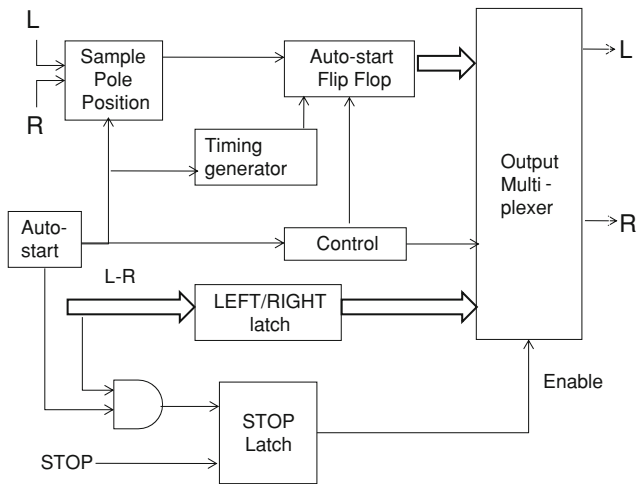 L
R
Sample
Pole
Position
Auto-start
Flip Flop
L
Timing
generator
Output
Multi -
plexer
R
Auto-
start
Control
L-R
LEFT/RIGHT
latch
Enable
STOP
Latch
STOP